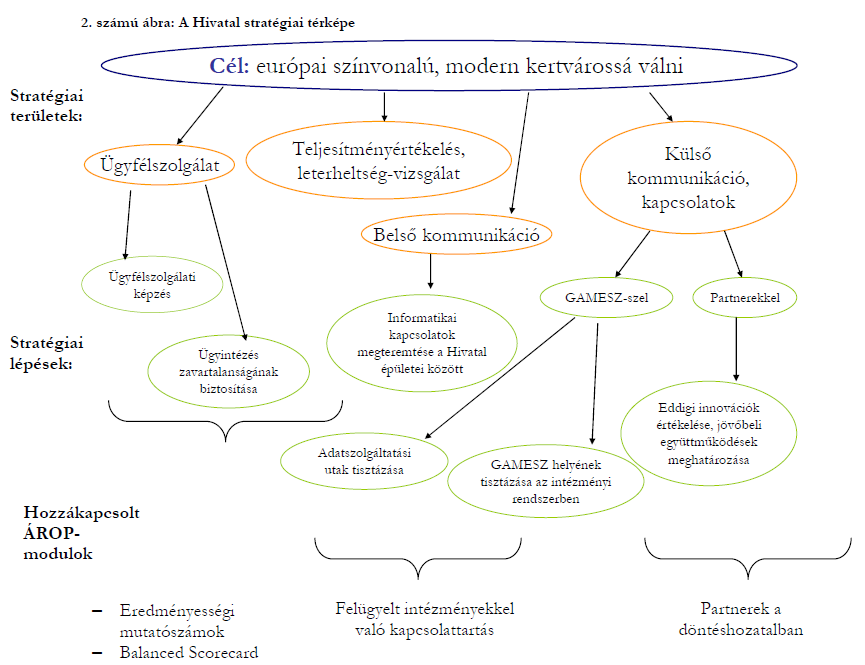 2. számú ábra: A Hivatal stratégiai térképe
Cél: európai színvonalú, modern kertvárossá válni
Stratégiai
területek:
Ügyfélszolgálat
Teljesítményértékelés,
leterheltség-vizsgálat
Külső
kommunikáció,
kapcsolatok
Belső kommunikáció
Ügyfélszolgálati
képzés
GAMESZ-szel
Partnerekkel
Stratégiai
lépések:
Ügyintézés
zavartalanságának
biztosítása
Informatikai
kapcsolatok
megteremtése a Hivatal
épületei között
Eddigi innovációk
értékelése, jövőbeli
együttműködések
meghatározása
Adatszolgáltatási
utak tisztázása
GAMESZ helyének
tisztázása az intézményi
rendszerben
Hozzákapcsolt
ÁROP-
modulok
– Eredményességi
mutatószámok
– Balanced Scorecard
Felügyelt intézményekkel
való kapcsolattartás
Partnerek a
döntéshozatalban